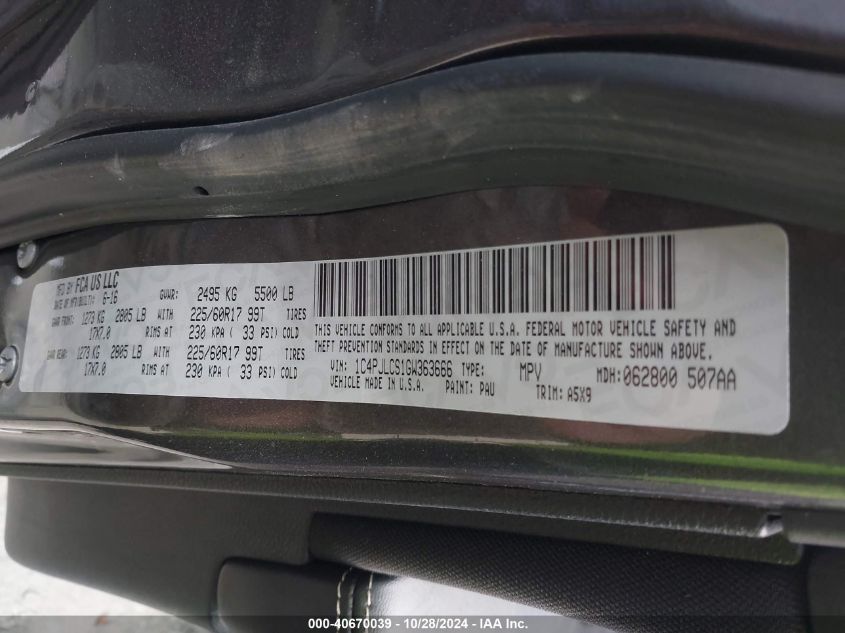 MFD BY FCA US LLC
DATE OF MFD/BUILT: 6-16 GVWR: 2495 KG 5500 LB
GAWR FRONT: 1273 KG 2805 LB WITH 225/60R17 99T TIRES
17X7.0 RIMS AT 230 KPA ( 33 PSI) COLD
GAWR REAR: 1273 KG 2805 LB WITH 225/60R17 99T TIRES
17X7.0 RIMS AT 230 KPA ( 33 PSI) COLD
THIS VEHICLE CONFORMS TO ALL APPLICABLE U.S.A. FEDERAL MOTOR VEHICLE SAFETY AND
THEFT PREVENTION STANDARDS IN EFFECT ON THE DATE OF MANUFACTURE SHOWN ABOVE.
VIN: 1C4PJLCS1GW363666 TYPE: MPV MDH:062800 507AA
VEHICLE MADE IN U.S.A. PAINT: PAU TRIM: A5X9
000-40670039 - 10/28/2024 - IAA Inc.